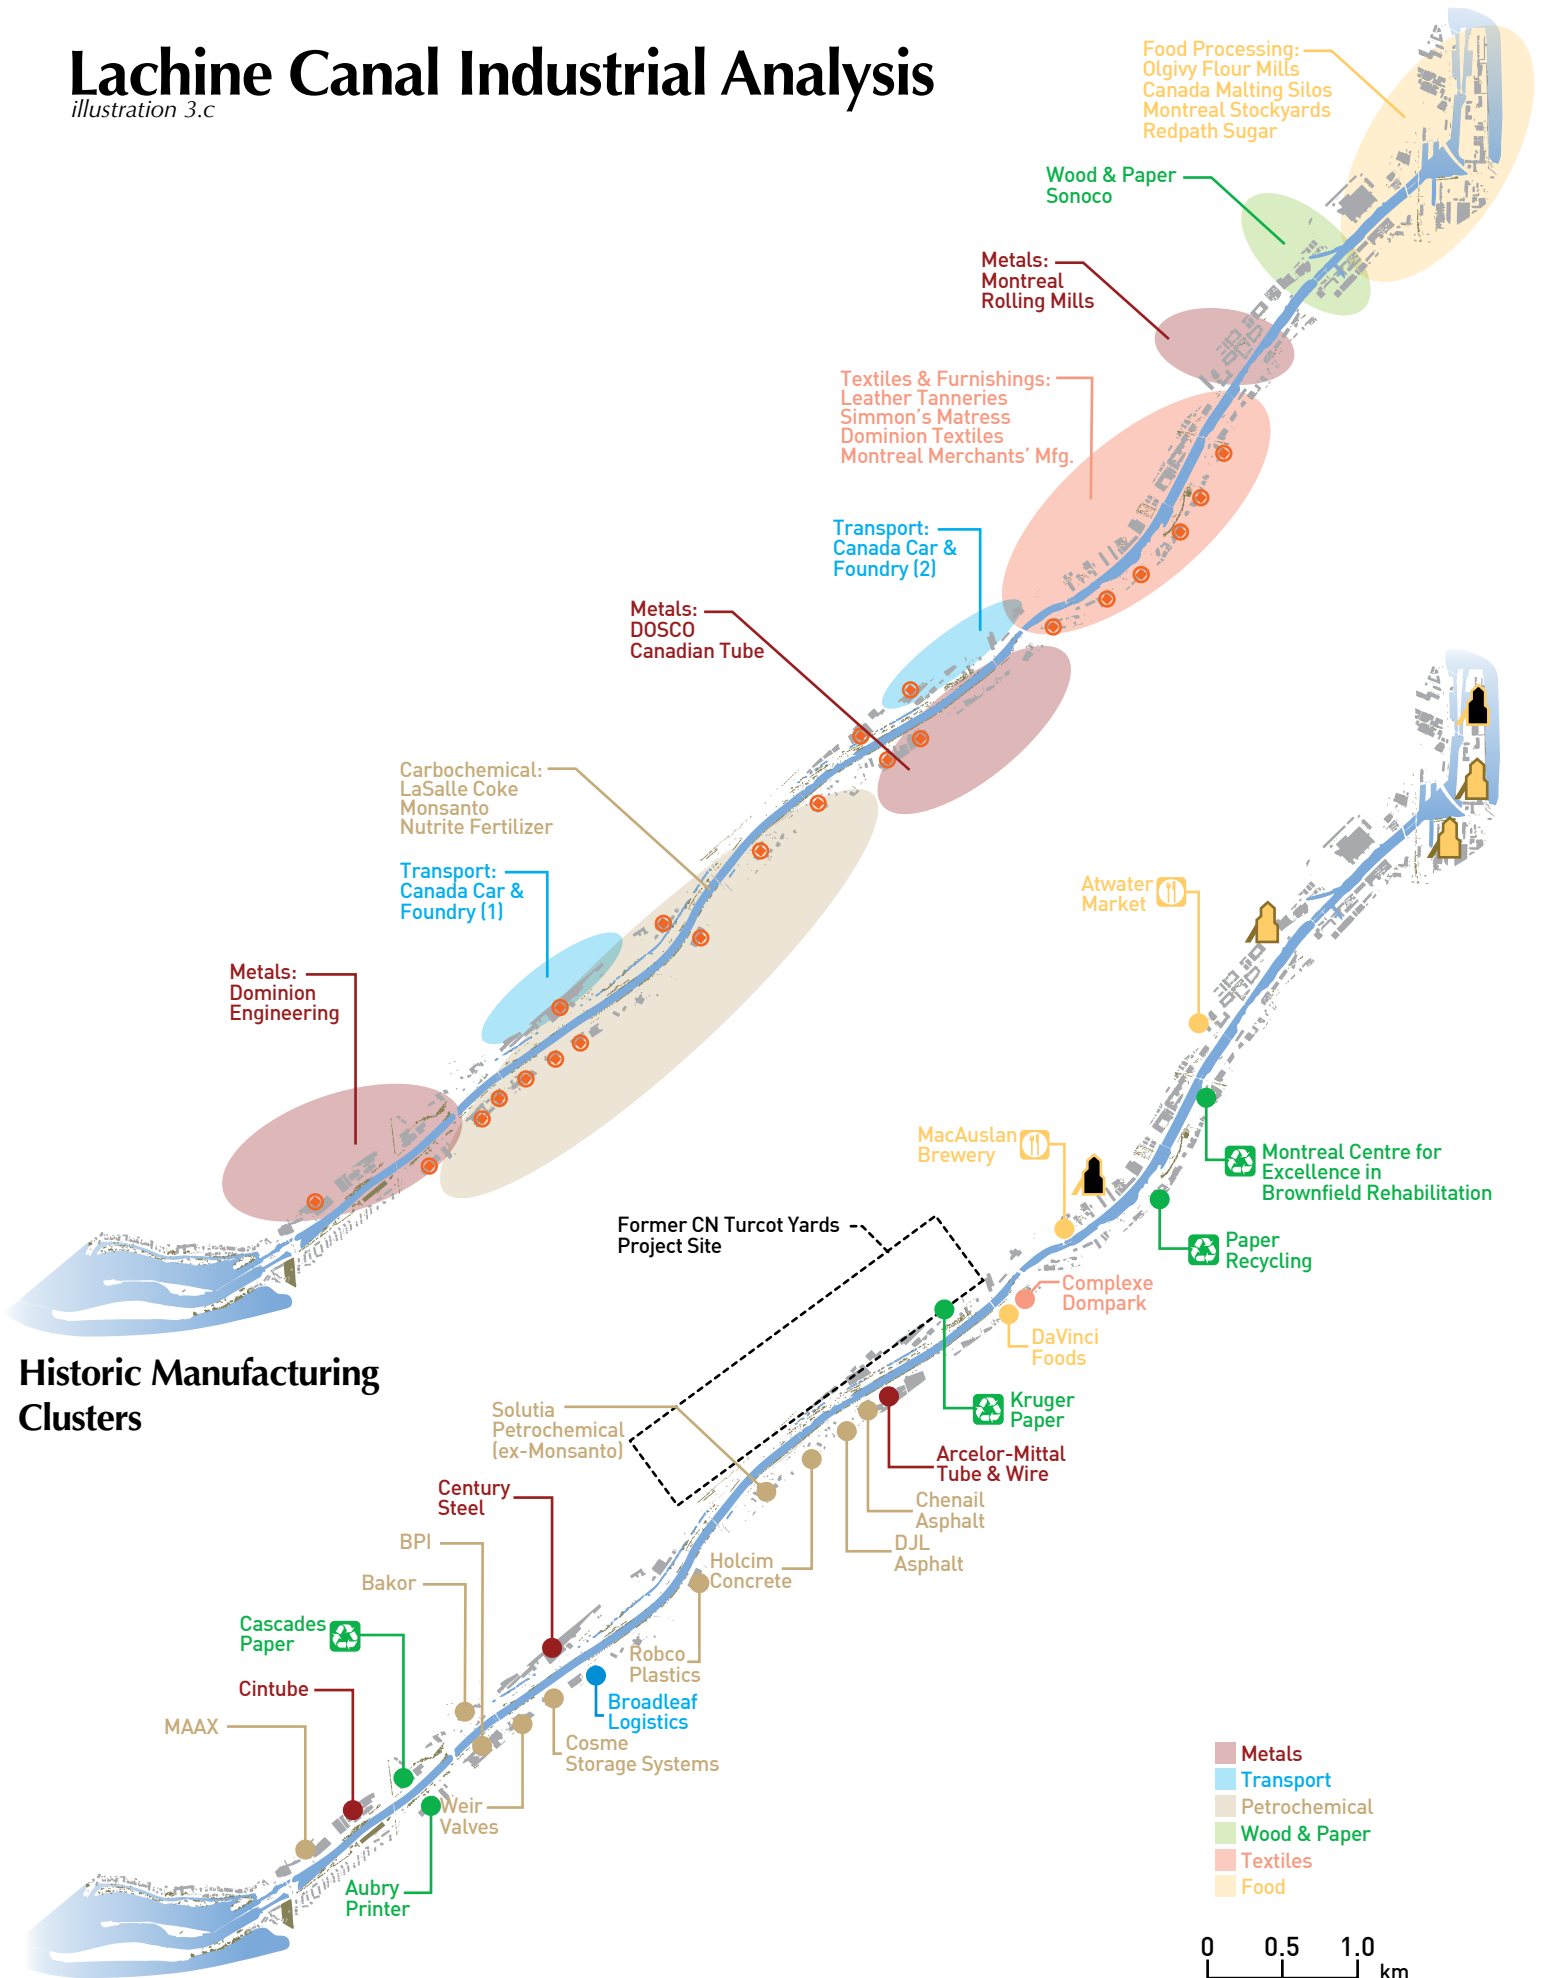 Lachine Canal Industrial Analysis
illustration 3.c
Food Processing:
Olgivy Flour Mills
Canada Malting Silos
Montreal Stockyards
Redpath Sugar
Wood & Paper
Sonoco
Metals:
Montreal
Rolling Mills
Textiles & Furnishings:
Leather Tanneries
Simmon's Matress
Dominion Textiles
Montreal Merchants' Mfg.
Transport:
Canada Car &
Foundry (2)
Metals:
DOSCO
Canadian Tube
Carbochemical:
LaSalle Coke
Monsanto
Nutrite Fertilizer
Transport:
Canada Car &
Foundry (1)
Metals:
Dominion
Engineering
Historic Manufacturing
Clusters
Atwater
Market
MacAuslan
Brewery
Montreal Centre for
Excellence in
Brownfield Rehabilitation
Paper
Recycling
Former CN Turcot Yards
Project Site
Complexe
Dompark
DaVinci
Foods
Kruger
Paper
Solutia
Petrochemical
(ex-Monsanto)
Arcelor-Mittal
Tube & Wire
Century
Steel
Chenail
Asphalt
DJL
Asphalt
BPI
Holcim
Concrete
Bakor
Cascades
Paper
Robco
Plastics
Cintube
Broadleaf
Logistics
MAAX
Cosme
Storage Systems
Weir
Valves
Aubry
Printer
Metals
Transport
Petrochemical
Wood & Paper
Textiles
Food
0 0.5 1.0
km